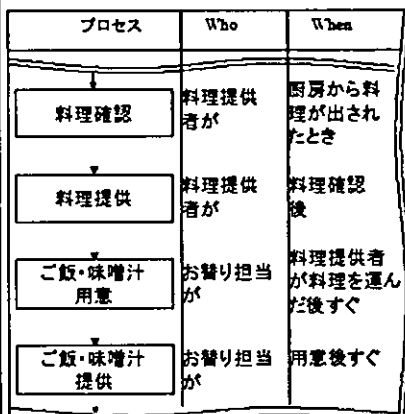 プロセス Who When
料理確認
料理提供
者が
厨房から料
理が出され
たとき
料理提供
料理提供
者が
料理確認
後
ご飯・味噌汁
用意
お替り担当
が
料理提供者
が料理を運ん
だ後すぐ
ご飯・味噌汁
提供
お替り担当
が
用意後すぐ